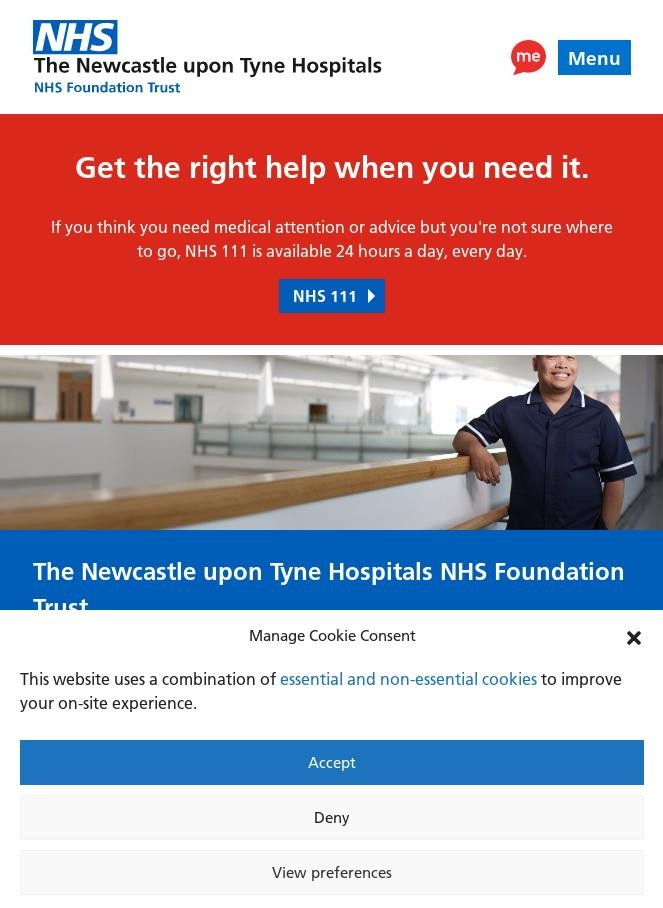 NHS
The Newcastle upon Tyne Hospitals
NHS Foundation Trust
me
Menu
Get the right help when you need it.
If you think you need medical attention or advice but you're not sure where
to go, NHS 111 is available 24 hours a day, every day.
NHS 111
The Newcastle upon Tyne Hospitals NHS Foundation
Trust
Manage Cookie Consent
This website uses a combination of essential and non-essential cookies to improve
your on-site experience.
Accept
Deny
View preferences